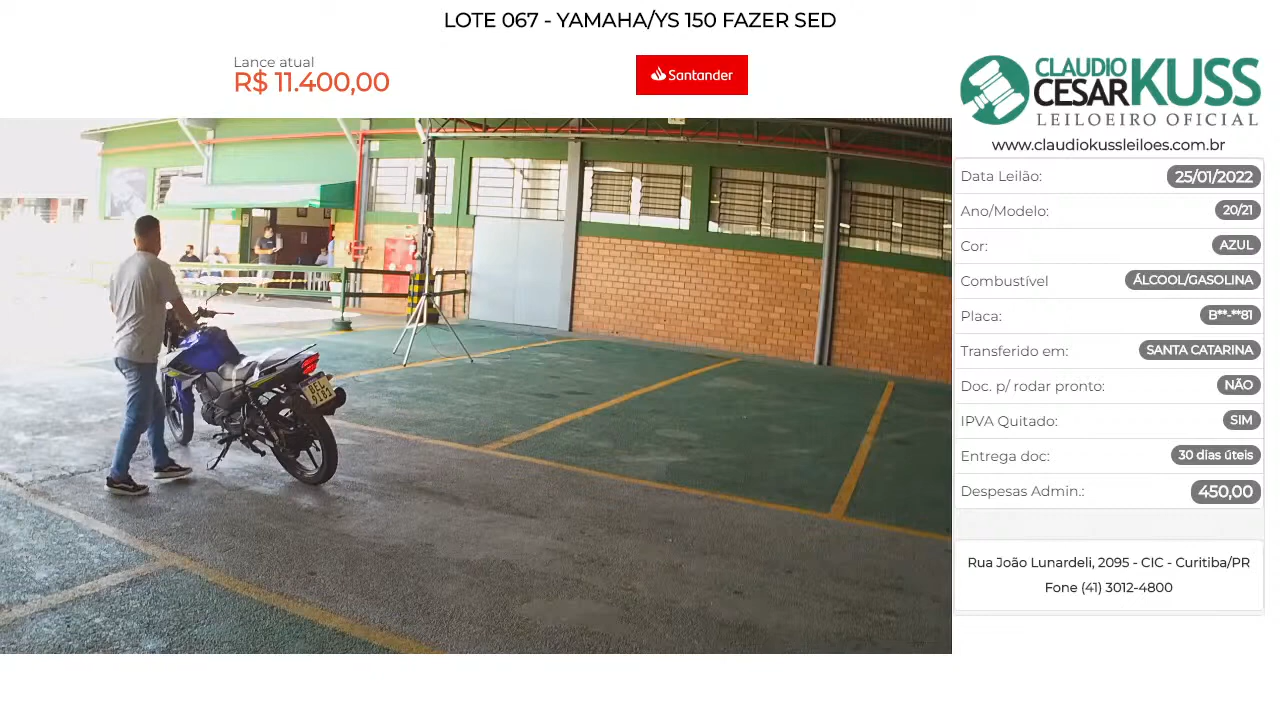 LOTE 067 - YAMAHA/YS 150 FAZER SED
Lance atual
R$ 11.400,00
Santander
CLAUDIO
CESAR KUSS
LEILOEIRO OFICIAL
www.claudiokussleiloes.com.br
Data Leilão: 25/01/2022
Ano/Modelo: 20/21
Cor: AZUL
Combustível ÁLCOOL/GASOLINA
Placa: B**-**81
Transferido em: SANTA CATARINA
Doc. p/ rodar pronto: NÃO
IPVA Quitado: SIM
Entrega doc: 30 dias úteis
Despesas Admin.: 450,00
Rua João Lunardeli, 2095 - CIC - Curitiba/PR
Fone (41) 3012-4800
BEL
9I81